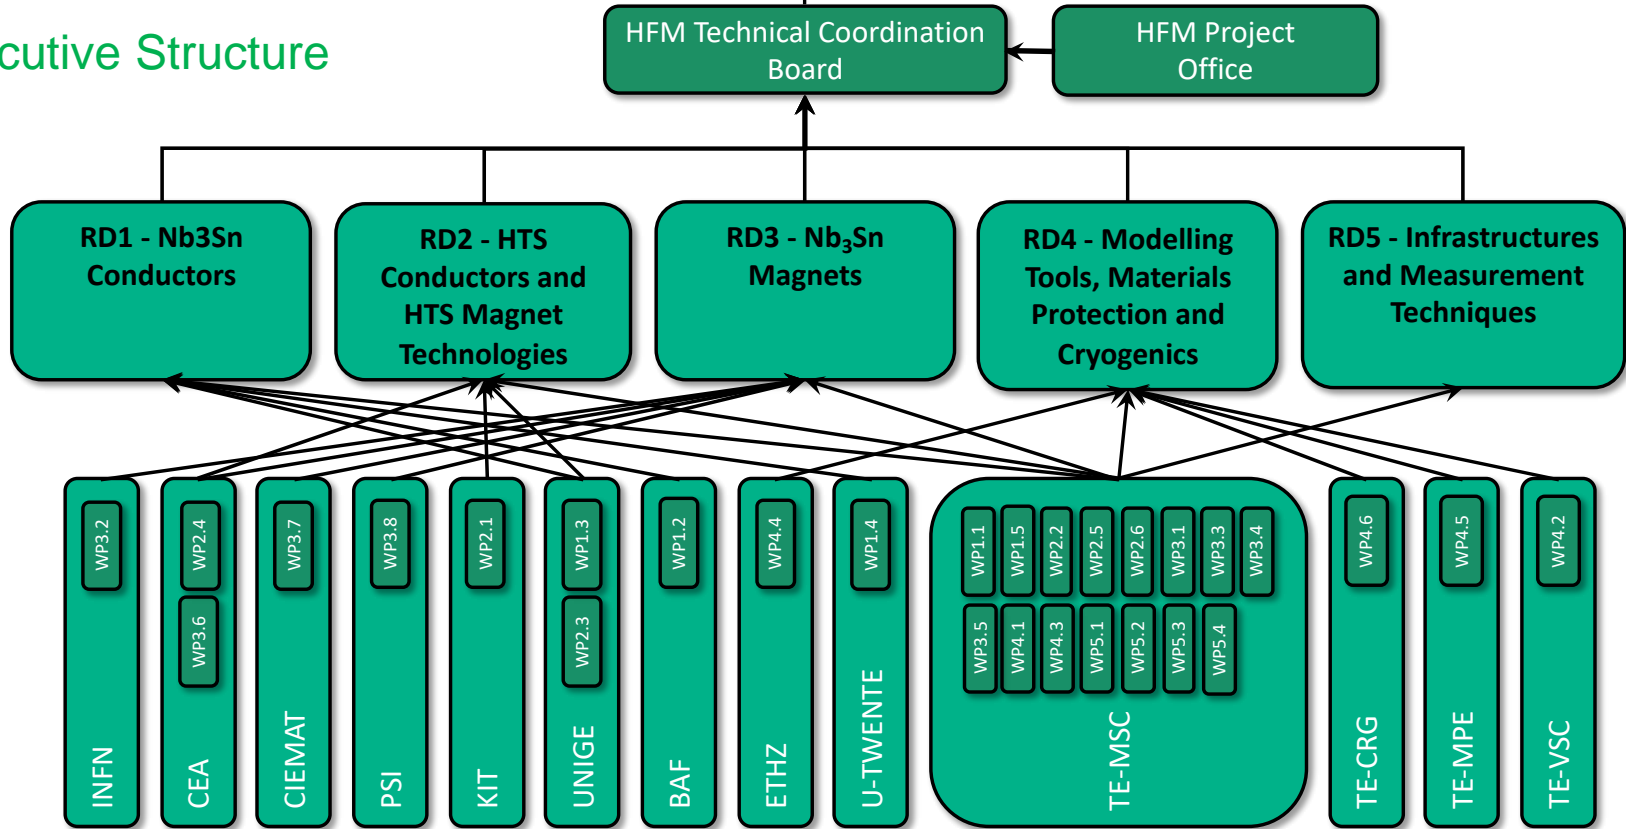 cutive Structure
HFM Technical Coordination
Board
HFM Project
Office
RD1 - Nb3Sn
Conductors
RD2 - HTS
Conductors and
HTS Magnet
Technologies
RD3 - Nb₃Sn
Magnets
RD4 - Modelling
Tools, Materials
Protection and
Cryogenics
RD5 - Infrastructures
and Measurement
Techniques
WP3.2
INFN
WP2.4
WP3.6
CEA
WP3.7
CIEMAT
WP3.8
PSI
WP2.1
KIT
WP1.3
WP2.3
UNIGE
WP1.2
BAF
WP4.4
ETHZ
WP1.4
U-TWENTE
WP1.1
WP1.5
WP2.2
WP2.5
WP2.6
WP3.1
WP3.3
WP3.4
WP3.5
WP4.1
WP4.3
WP5.1
WP5.2
WP5.3
WP5.4
TE-MSC
WP4.6
TE-CRG
WP4.5
TE-MPE
WP4.2
TE-VSC